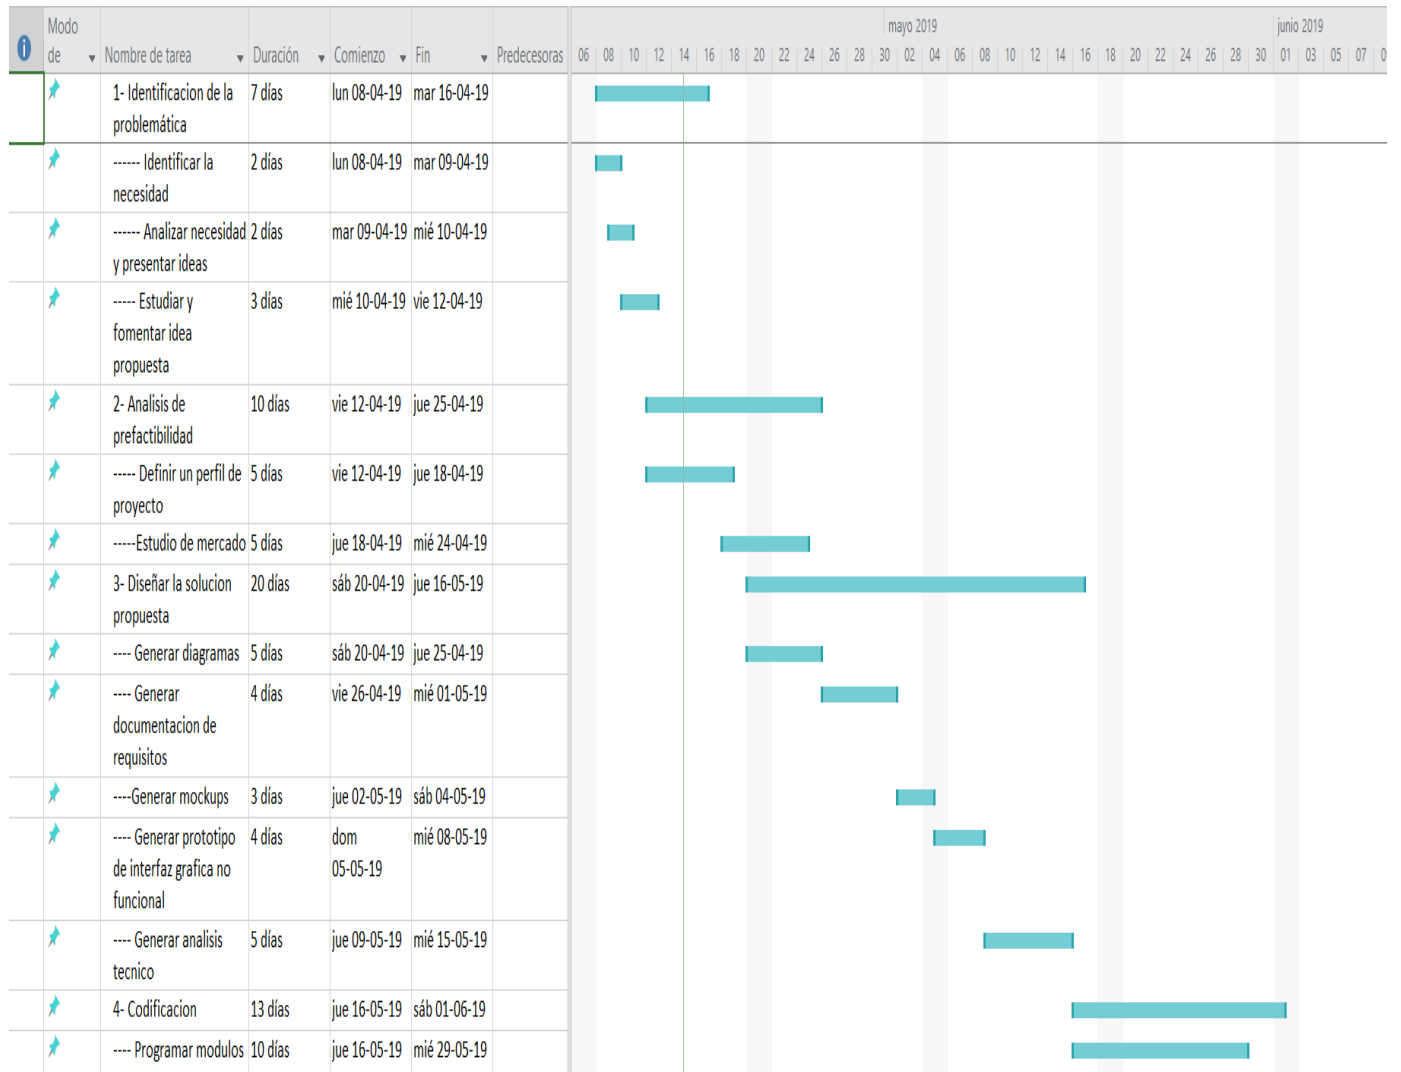 Modo
de
Nombre de tarea
Duración
Comienzo
Fin
Predecesoras
mayo 2019
junio 2019
06 08 10 12 14 16 18 20 22 24 26 28 30 02 04 06 08 10 12 14 16 18 20 22 24 26 28 30 01 03 05 07
1- Identificacion de la 7 días lun 08-04-19 mar 16-04-19
problemática
------ Identificar la 2 días lun 08-04-19 mar 09-04-19
necesidad
------ Analizar necesidad 2 días mar 09-04-19 mié 10-04-19
y presentar ideas
----- Estudiar y 3 días mié 10-04-19 vie 12-04-19
fomentar idea
propuesta
2- Analisis de 10 días vie 12-04-19 jue 25-04-19
prefactibilidad
----- Definir un perfil de 5 días vie 12-04-19 jue 18-04-19
proyecto
-----Estudio de mercado 5 días jue 18-04-19 mié 24-04-19
3- Diseñar la solucion 20 días sáb 20-04-19 jue 16-05-19
propuesta
---- Generar diagramas 5 días sáb 20-04-19 jue 25-04-19
---- Generar 4 días vie 26-04-19 mié 01-05-19
documentacion de
requisitos
----Generar mockups 3 días jue 02-05-19 sáb 04-05-19
---- Generar prototipo 4 días dom mié 08-05-19
de interfaz grafica no 05-05-19
funcional
---- Generar analisis 5 días jue 09-05-19 mié 15-05-19
tecnico
4- Codificacion 13 días jue 16-05-19 sáb 01-06-19
---- Programar modulos 10 días jue 16-05-19 mié 29-05-19